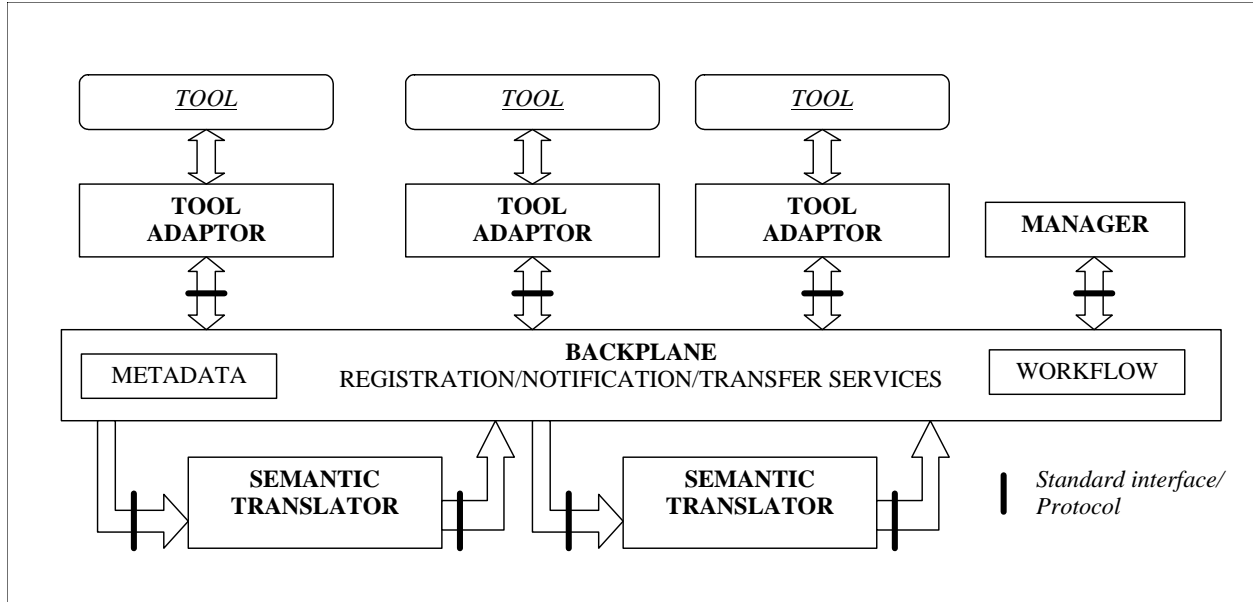 TOOL
TOOL
TOOL
TOOL
ADAPTOR
TOOL
ADAPTOR
TOOL
ADAPTOR
MANAGER
BACKPLANE
METADATA
REGISTRATION/NOTIFICATION/TRANSFER SERVICES
WORKFLOW
SEMANTIC
TRANSLATOR
SEMANTIC
TRANSLATOR
Standard interface/
Protocol